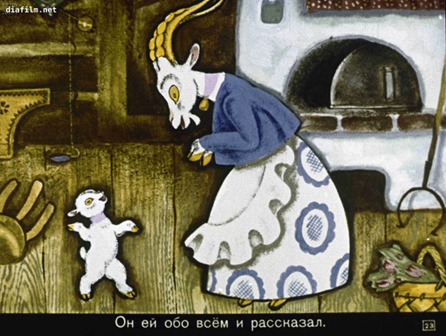 diafilm.net
Он ей обо всём и рассказал.
23